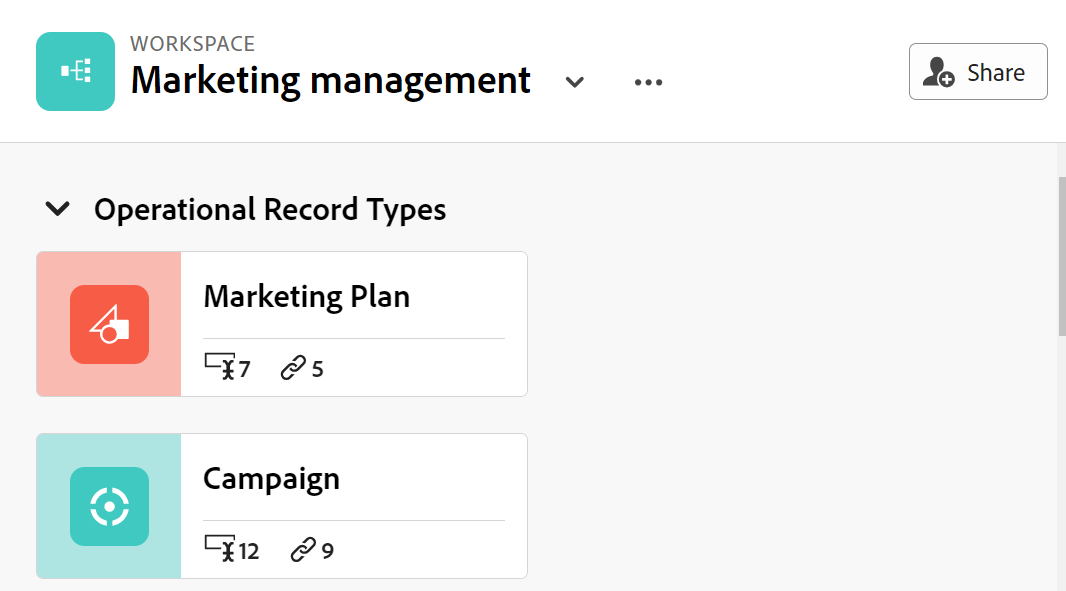 WORKSPACE
Marketing management
Share
Operational Record Types
Marketing Plan
7 5
Campaign
12 9